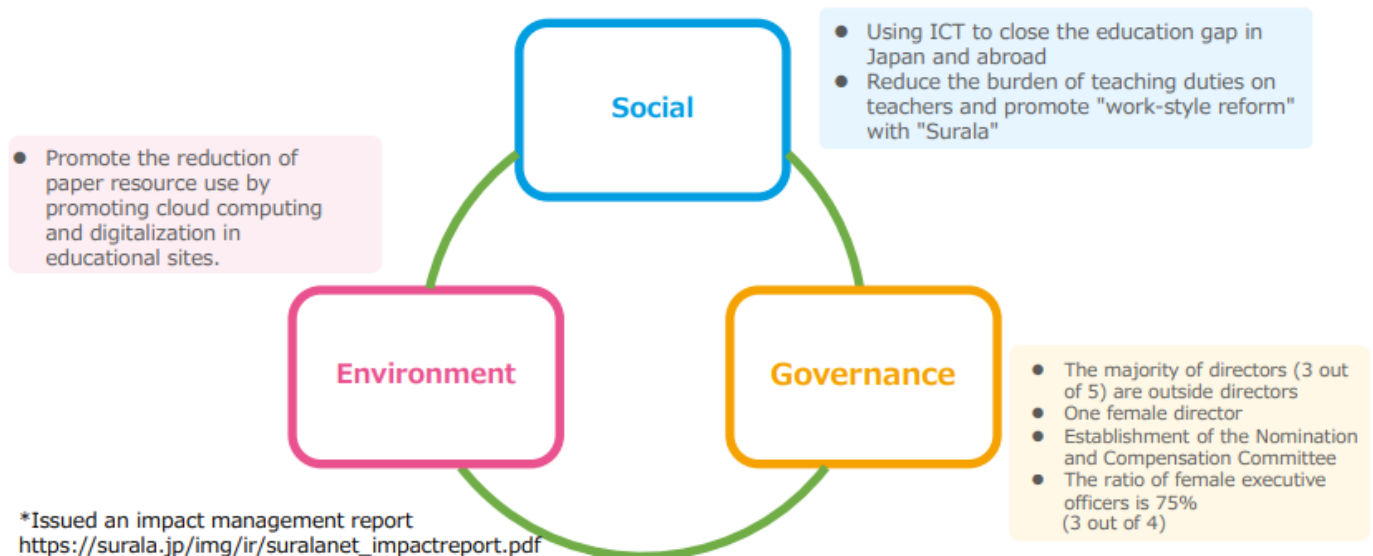 Social
● Using ICT to close the education gap in
Japan and abroad
● Reduce the burden of teaching duties on
teachers and promote "work-style reform"
with "Surala"
● Promote the reduction of
paper resource use by
promoting cloud computing
and digitalization in
educational sites.
Environment
Governance
● The majority of directors (3 out
of 5) are outside directors
● One female director
● Establishment of the Nomination
and Compensation Committee
● The ratio of female executive
officers is 75%
(3 out of 4)
*Issued an impact management report
https://surala.jp/img/ir/suralanet_impactreport.pdf